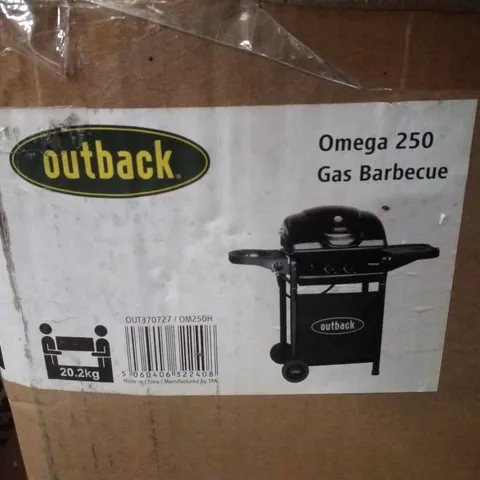 outback®
Omega 250
Gas Barbecue
outback
OUT370727 / OM250H
20.2kg
5 060406 322408
Made in China / Manufactured by TPA